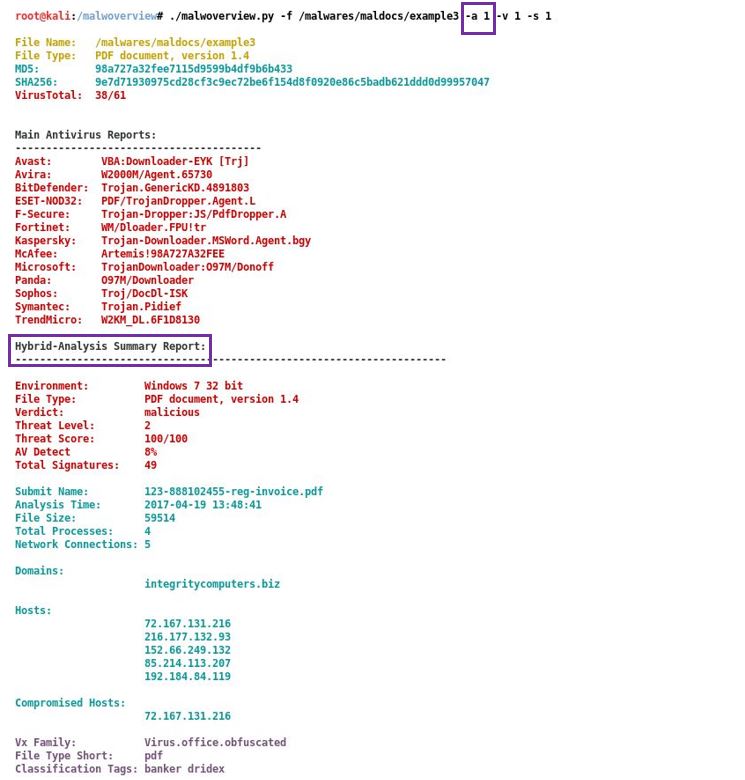 root@kali:/malwoverview# ./malwoverview.py -f /malwares/maldocs/example3 -a 1 -v 1 -s 1
File Name: /malwares/maldocs/example3
File Type: PDF document, version 1.4
MD5: 98a727a32fee7115d9599b4df9b6b433
SHA256: 9e7d71930975cd28cf3c9ec72be6f154d8f0920e86c5badb621ddd0d99957047
VirusTotal: 38/61
Main Antivirus Reports:
----------------------------------------
Avast: VBA:Downloader-EYK [Trj]
Avira: W2000M/Agent.65730
BitDefender: Trojan.GenericKD.4891803
ESET-NOD32: PDF/TrojanDropper.Agent.L
F-Secure: Trojan-Dropper:JS/PdfDropper.A
Fortinet: WM/Dloader.FPU!tr
Kaspersky: Trojan-Downloader.MSWord.Agent.bgy
McAfee: Artemis!98A727A32FEE
Microsoft: TrojanDownloader:O97M/Donoff
Panda: O97M/Downloader
Sophos: Troj/DocDl-ISK
Symantec: Trojan.Pidief
TrendMicro: W2KM_DL.6F1D8130
Hybrid-Analysis Summary Report:
----------------------------------------------------------------------
Environment: Windows 7 32 bit
File Type: PDF document, version 1.4
Verdict: malicious
Threat Level: 2
Threat Score: 100/100
AV Detect 8%
Total Signatures: 49
Submit Name: 123-888102455-reg-invoice.pdf
Analysis Time: 2017-04-19 13:48:41
File Size: 59514
Total Processes: 4
Network Connections: 5
Domains:
integritycomputers.biz
Hosts:
72.167.131.216
216.177.132.93
152.66.249.132
85.214.113.207
192.184.84.119
Compromised Hosts:
72.167.131.216
Vx Family: Virus.office.obfuscated
File Type Short: pdf
Classification Tags: banker dridex